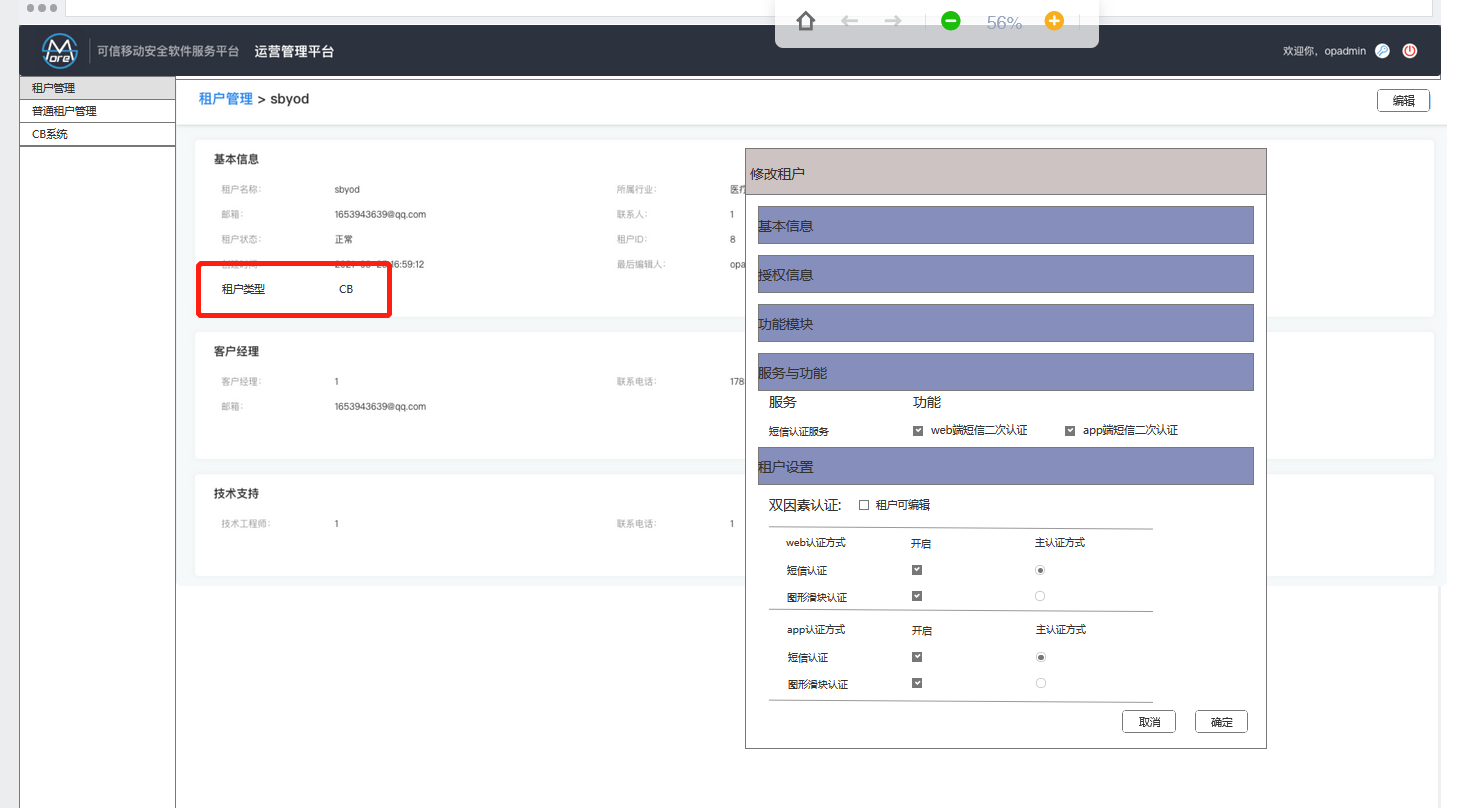 56%
More
可信移动安全软件服务平台 运营管理平台
欢迎你，opadmin
租户管理
普通租户管理
CB系统
租户管理 > sbyod
编辑
基本信息
租户名称: sbyod 所属行业: 医疗
邮箱: 1653943639@qq.com 联系人: 1
租户状态: 正常 租户ID: 8
创建时间: 16:59:12 最后编辑人: opa
租户类型 CB
客户经理
客户经理: 1 联系电话: 178
邮箱: 1653943639@qq.com
技术支持
技术工程师: 1 联系电话: 1
修改租户
基本信息
授权信息
功能模块
服务与功能
服务 功能
短信认证服务 web端短信二次认证 app端短信二次认证
租户设置
双因素认证: 租户可编辑
web认证方式 开启 主认证方式
短信认证
图形滑块认证
app认证方式 开启 主认证方式
短信认证
图形滑块认证
取消 确定